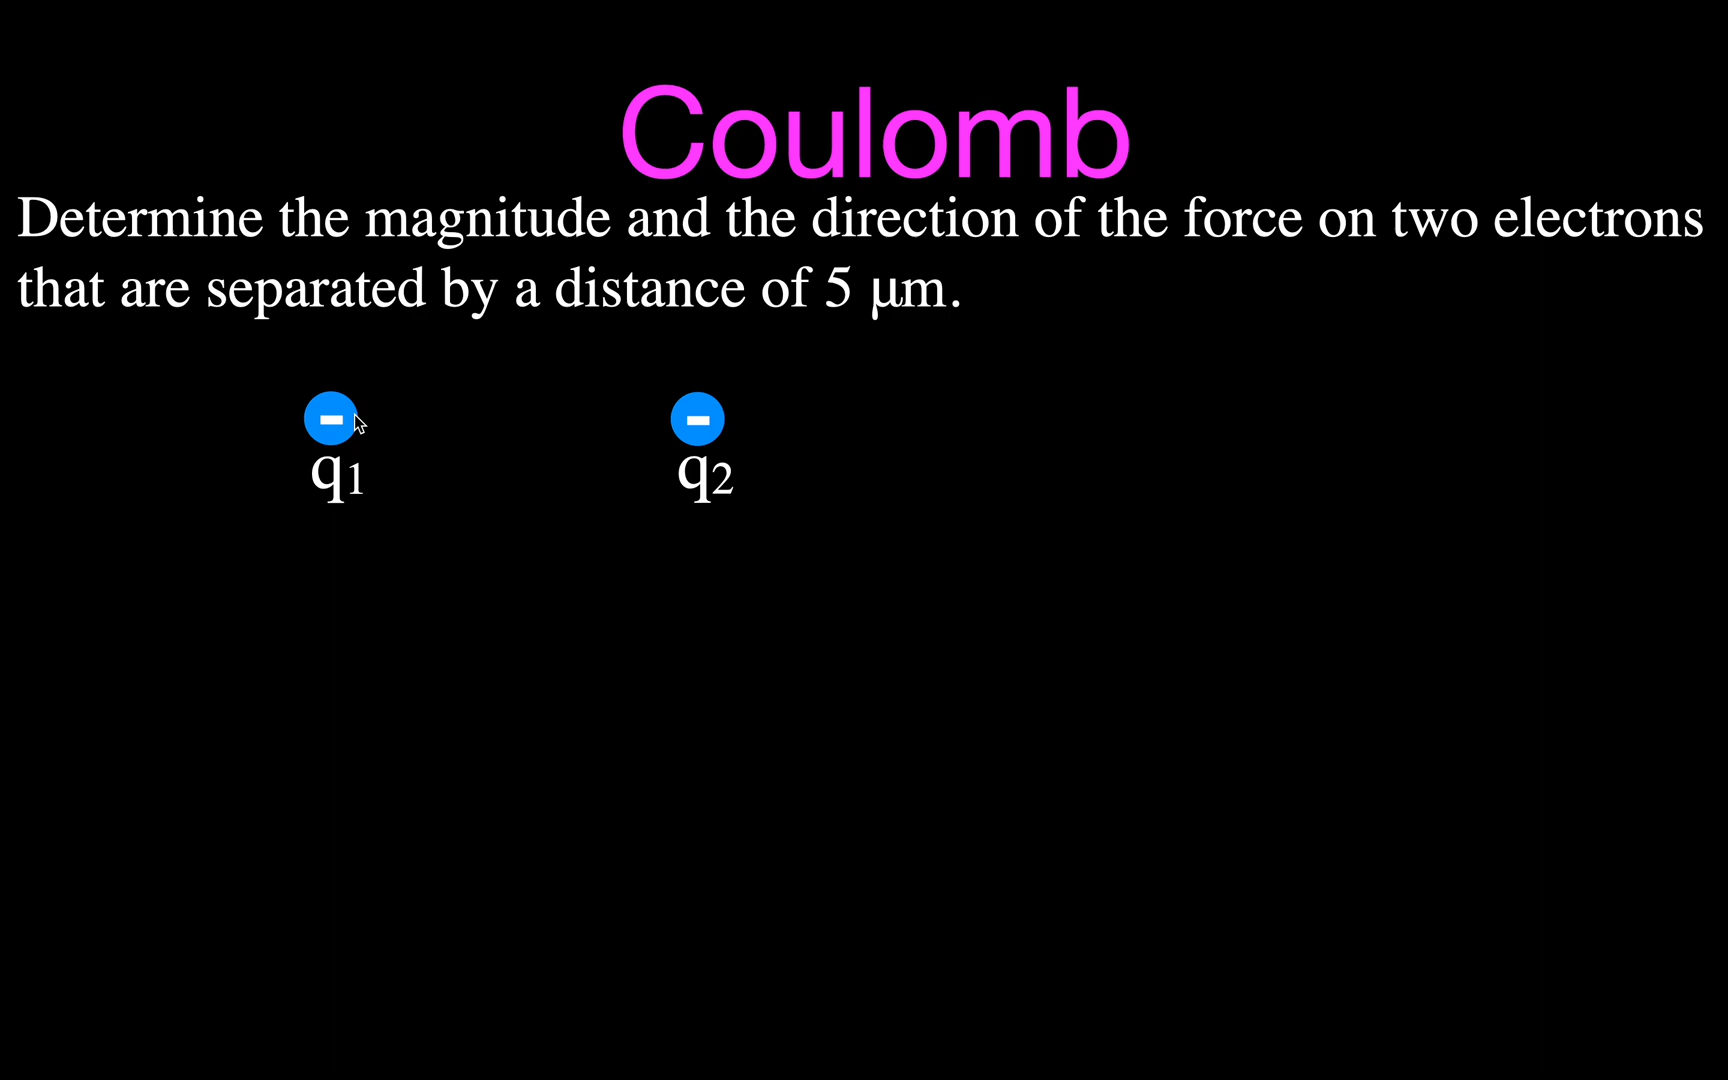 Coulomb
Determine the magnitude and the direction of the force on two electrons
that are separated by a distance of 5 μm.
- -
q1 q2